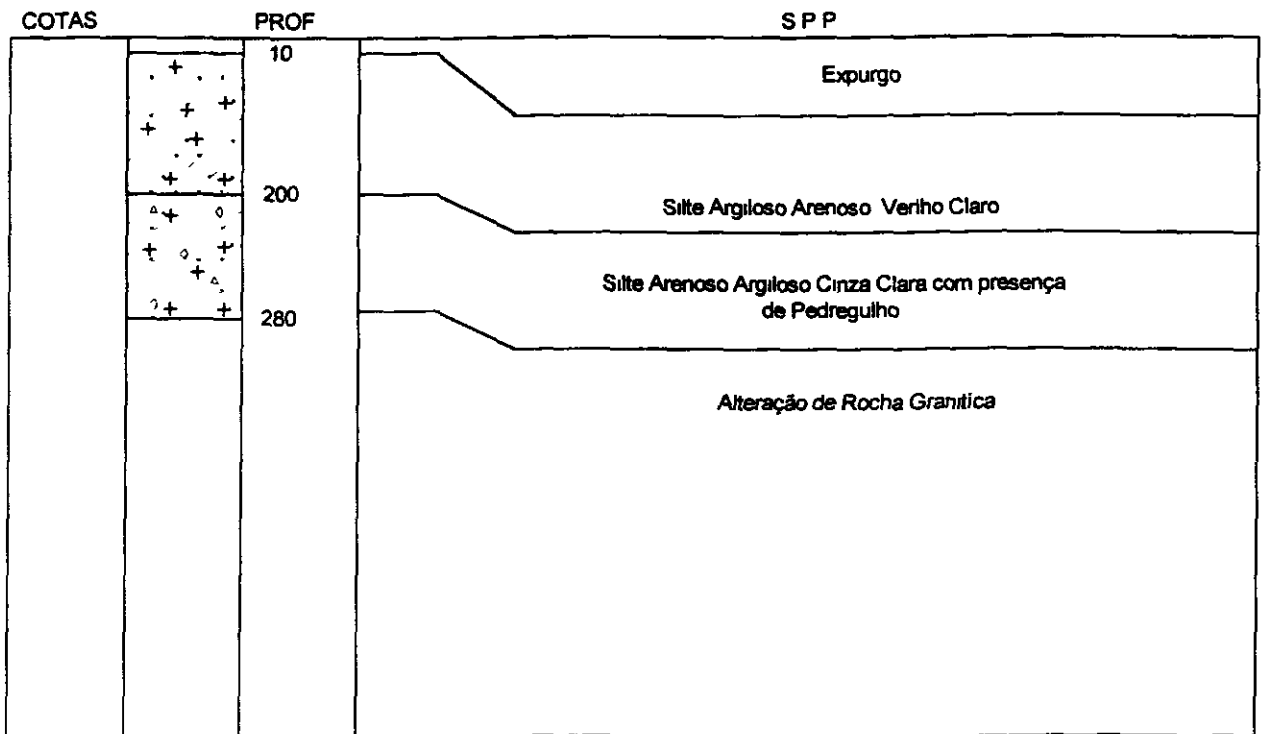 COTAS PROF S P P
10
Expurgo
200
Silte Argiloso Arenoso Verlho Claro
Silte Arenoso Argiloso Cinza Clara com presença
de Pedregulho
280
Alteração de Rocha Granitica